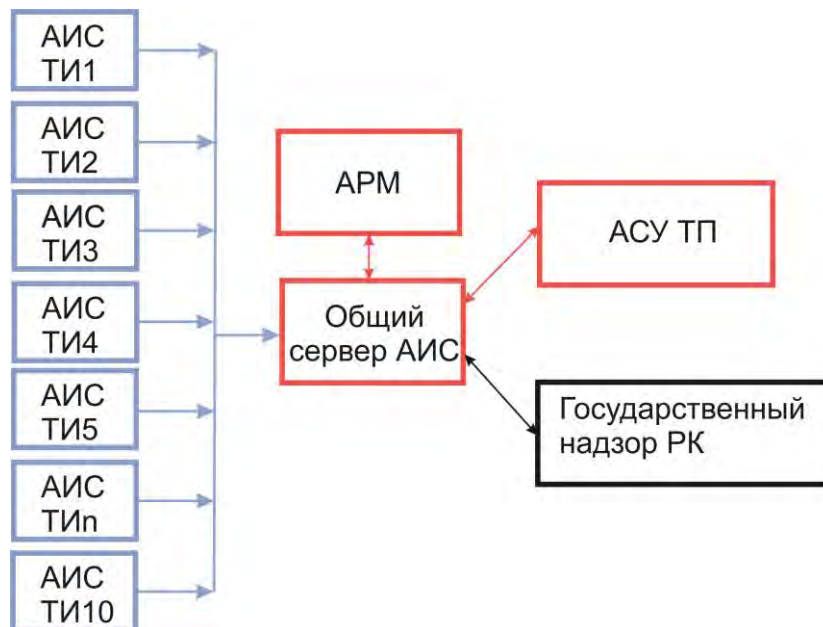 АИС
ТИ1
АИС
ТИ2
АИС
ТИ3
АИС
ТИ4
АИС
ТИ5
АИС
ТИn
АИС
ТИ10
АРМ
Общий
сервер АИС
АСУ ТП
Государственный
надзор РК